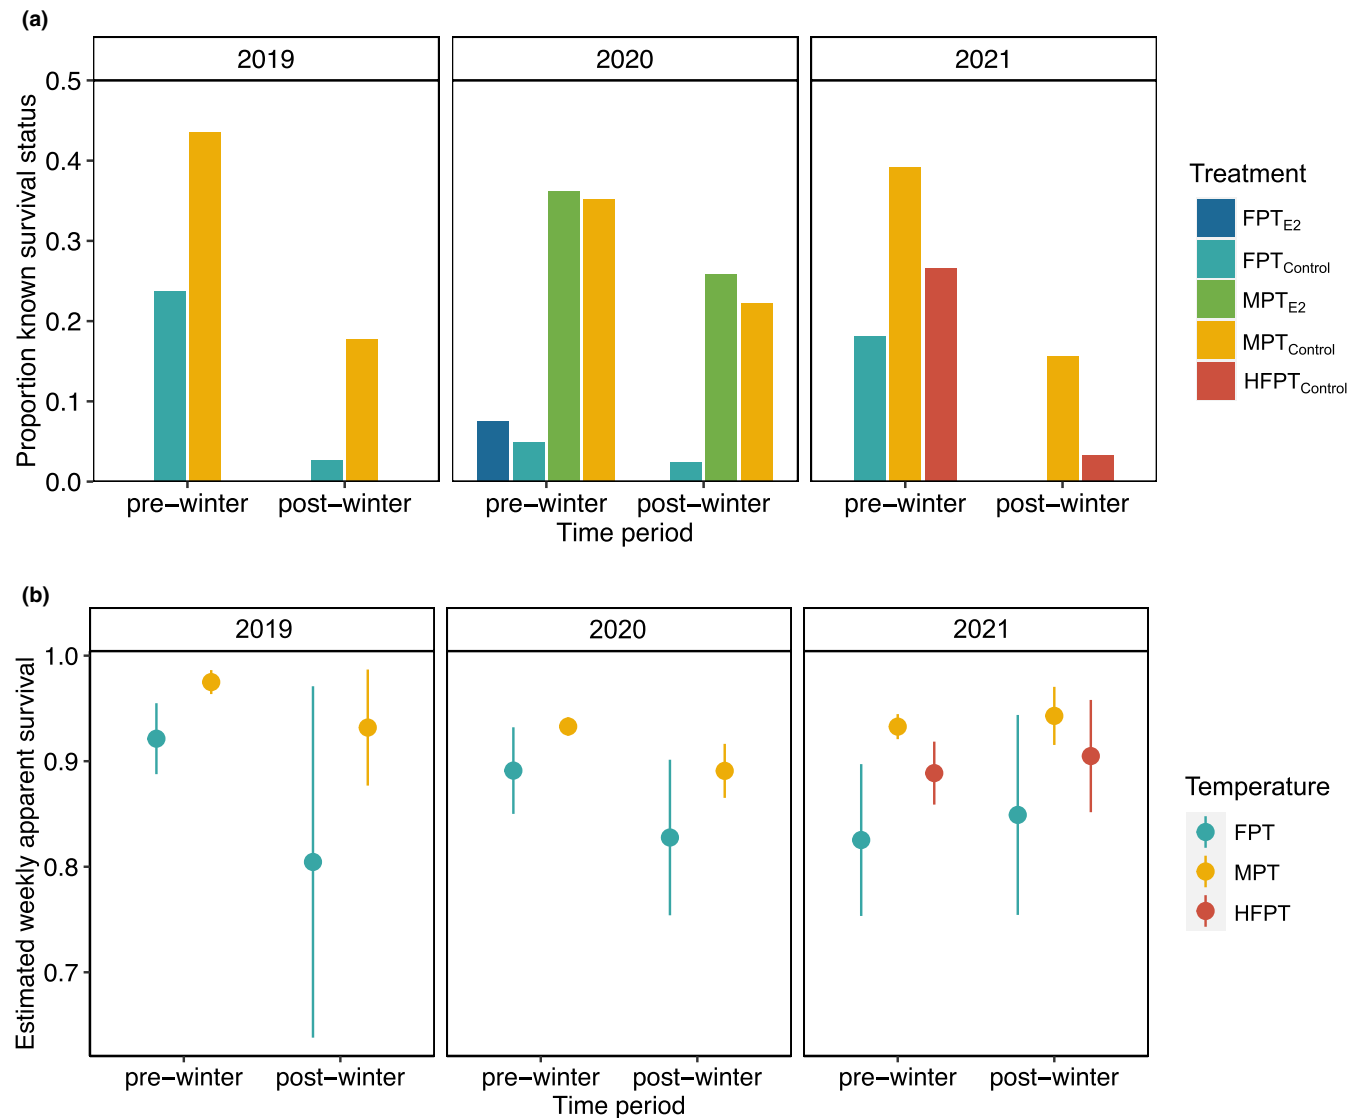 (a)
2019 2020 2021
Proportion known survival status
0.5
0.4
0.3
0.2
0.1
0.0
pre−winter post−winter pre−winter post−winter pre−winter post−winter
Time period
Treatment
FPTE2
FPTControl
MPTE2
MPTControl
HFPTControl
(b)
2019 2020 2021
Estimated weekly apparent survival
1.0
0.9
0.8
0.7
pre−winter post−winter pre−winter post−winter pre−winter post−winter
Time period
Temperature
FPT
MPT
HFPT